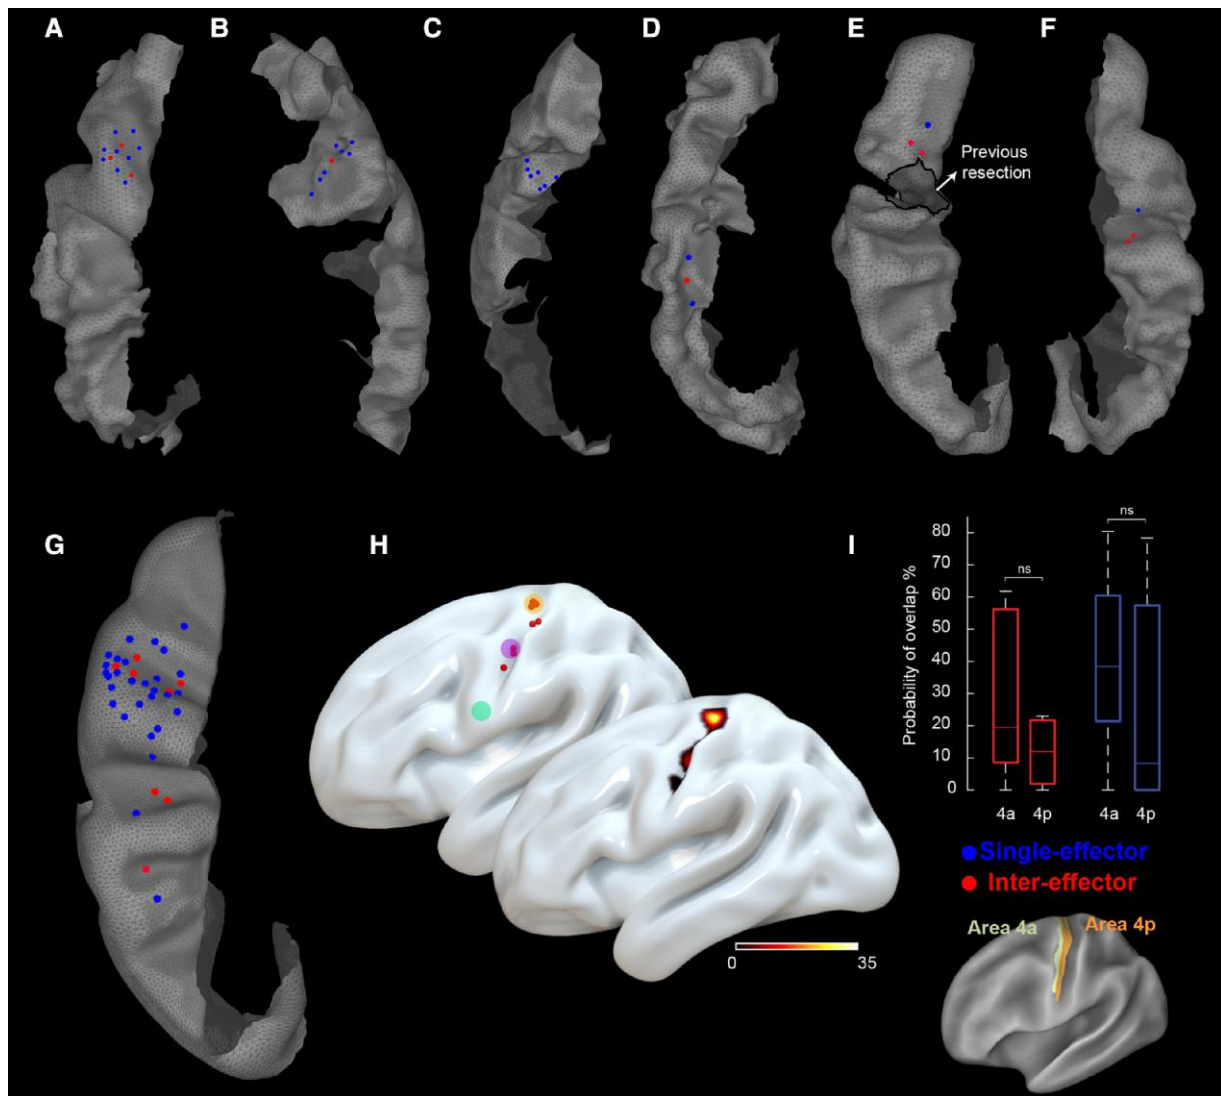 A B C D E F
Previous
resection
G H I
Probability of overlap %
80
70
60
50
40
30
20
10
0
ns
ns
4a 4p 4a 4p
Single-effector
Inter-effector
0 35
Area 4a Area 4p